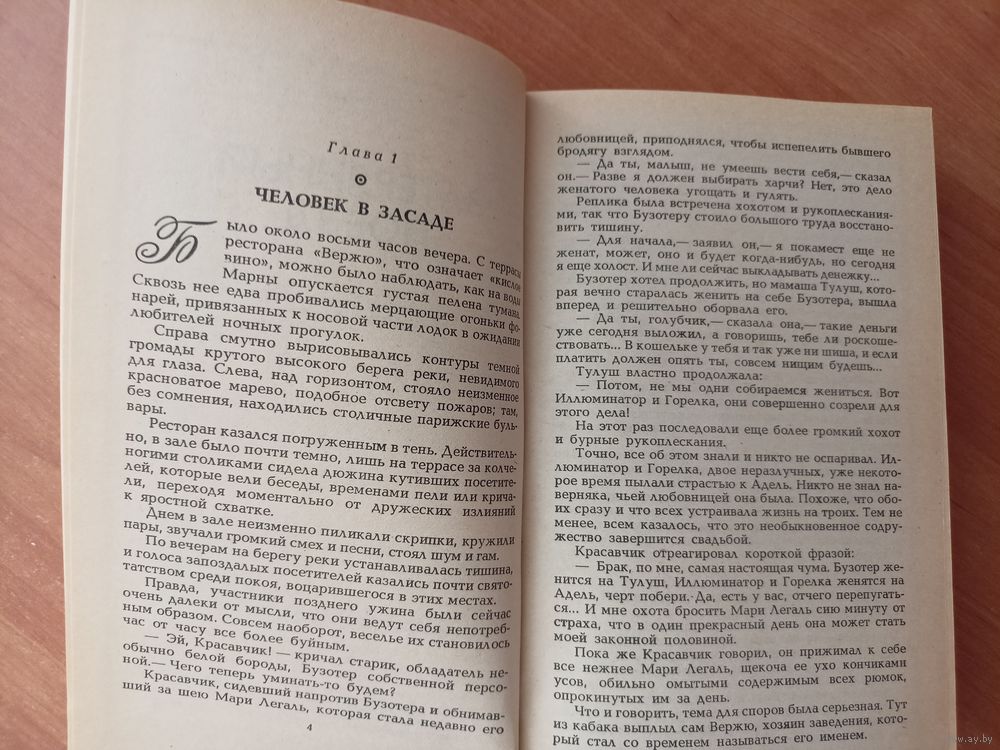 Глава 1
ЧЕЛОВЕК В ЗАСАДЕ
Было около восьми часов вечера. С террасы
ресторана «Вержю», что означает «кислое
вино», можно было наблюдать, как на воды
Марны опускается густая пелена тумана.
Сквозь нее едва пробивались мерцающие огоньки фо-
нарей, привязанных к носовой части лодок в ожидании
любителей ночных прогулок.
Справа смутно вырисовывались контуры темной
громады крутого высокого берега реки, невидимого
для глаза. Слева, над горизонтом, стояло неизменное
красноватое марево, подобное отсвету пожаров; там,
без сомнения, находились столичные парижские буль-
вары.
Ресторан казался погруженным в тень. Действитель-
но, в зале было почти темно, лишь на террасе за колче-
ногими столиками сидела дюжина кутивших посетите-
лей, которые вели беседы, временами пели или крича-
ли, переходя моментально от дружеских излияний
к яростной схватке.
Днем в зале неизменно пиликали скрипки, кружили
пары, звучали громкий смех и песни, стоял шум и гам.
По вечерам на берегу реки устанавливалась тишина,
и голоса запоздалых посетителей казались почти свято-
татством среди покоя, воцарившегося в этих местах.
Правда, участники позднего ужина были сейчас
очень далеки от мысли, что они ведут себя непотреб-
ным образом. Совсем наоборот, веселье их становилось
час от часу все более буйным.
— Эй, Красавчик! — кричал старик, обладатель не-
обычно белой бороды, Бузотер собственной персо-
ной.— Чего теперь уминать-то будем?
Красавчик, сидевший напротив Бузотера и обнимав-
ший за шею Мари Легаль, которая стала недавно его
4
любовницей, приподнялся, чтобы испепелить бывшего
бродягу взглядом.
— Да ты, малыш, не умеешь вести себя,— сказал
он.— Разве я должен выбирать харчи? Нет, это дело
женатого человека угощать и гулять.
Реплика была встречена хохотом и рукоплескания-
ми, так что Бузотеру стоило большого труда восстано-
вить тишину.
— Для начала,— заявил он,— я покамест еще не
женат, может, оно и будет когда-нибудь, но сегодня
я еще холост. И мне ли сейчас выкладывать денежку...
Бузотер хотел продолжить, но мамаша Тулуш, кото-
рая вечно старалась женить на себе Бузотера, вышла
вперед и решительно оборвала его.
— Да ты, голубчик,— сказала она,— такие деньги
уже сегодня выложил, а говоришь, тебе ли роскоше-
ствовать... В кошельке у тебя и так уже ни шиша, и если
платить должен опять ты, совсем нищим будешь...
Тулуш властно продолжала:
— Потом, не мы одни собираемся жениться. Вот
Иллюминатор и Горелка, они совершенно созрели для
этого дела!
На этот раз последовали еще более громкий хохот
и бурные рукоплескания.
Точно, все об этом знали и никто не оспаривал. Ил-
люминатор и Горелка, двое неразлучных, уже некото-
рое время пылали страстью к Адель. Никто не знал на-
верняка, чьей любовницей она была. Похоже, что обо-
их сразу и что всех устраивала жизнь на троих. Тем не
менее, всем казалось, что это необыкновенное содру-
жество завершится свадьбой.
Красавчик отреагировал короткой фразой:
— Брак, по мне, самая настоящая чума. Бузотер же-
нится на Тулуш, Иллюминатор и Горелка женятся на
Адель, черт побери. Да, есть у вас, отчего перепугать-
ся... И мне охота бросить Мари Легаль сию минуту от
страха, что в один прекрасный день она может стать
моей законной половиной.
Пока же Красавчик говорил, он прижимал к себе
все нежнее Мари Легаль, щекоча ее ухо кончиками
усов, обильно омытыми содержимым всех рюмок,
опрокинутых им за день.
Что и говорить, тема для споров была серьезная. Тут
из кабака выплыл сам Вержю, хозяин заведения, кото-
рый стал со временем называться его именем.
www.ay.by